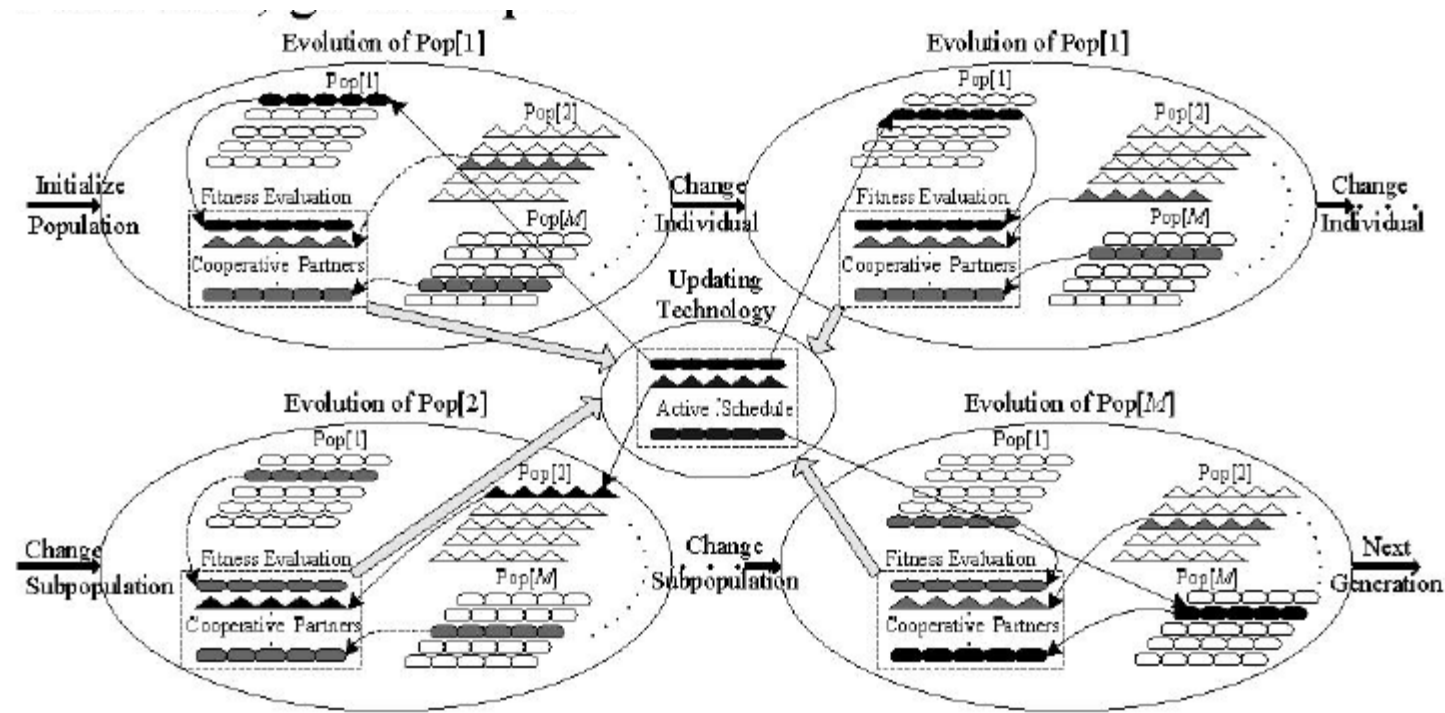 Evolution of Pop[1]
Pop[1]
Pop[2]
Initialize
Population
Fitness Evaluation
Pop[M]
Cooperative Partners
Change
Individual
Evolution of Pop[1]
Pop[1]
Pop[2]
Fitness Evaluation
Pop[M]
Cooperative Partners
Change
Individual
Updating
Technology
Active Schedule
Evolution of Pop[2]
Pop[1]
Pop[2]
Change
Subpopulation
Fitness Evaluation
Pop[M]
Cooperative Partners
Change
Subpopulation
Evolution of Pop[M]
Pop[1]
Pop[2]
Fitness Evaluation
Pop[M]
Cooperative Partners
Next
Generation